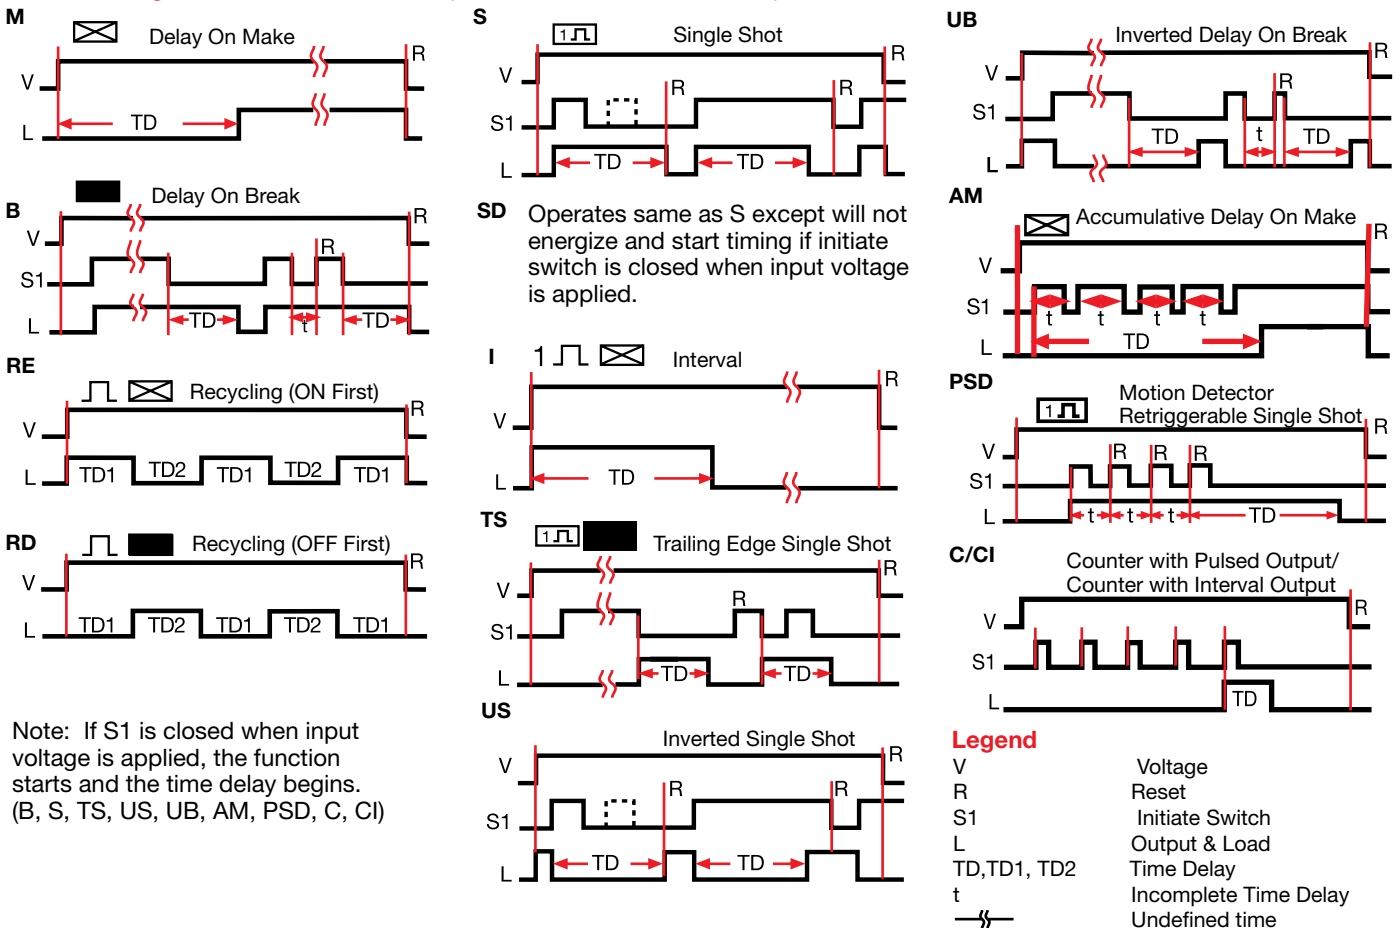 M
Delay On Make
R
V
L
TD
B
Delay On Break
R
V
S1
R
L
TD
t
TD
RE
Recycling (ON First)
R
V
L
TD1
TD2
TD1
TD2
TD1
RD
Recycling (OFF First)
R
V
L
TD1
TD2
TD1
TD2
TD1
Note: If S1 is closed when input
voltage is applied, the function
starts and the time delay begins.
(B, S, TS, US, UB, AM, PSD, C, CI)
S
1
Single Shot
R
V
R
R
S1
L
TD
TD
SD
Operates same as S except will not
energize and start timing if initiate
switch is closed when input voltage
is applied.
I
1
Interval
R
V
L
TD
TS
1
Trailing Edge Single Shot
R
V
R
S1
L
TD
TD
US
Inverted Single Shot
R
V
R
R
S1
L
TD
TD
UB
Inverted Delay On Break
R
V
R
S1
t
TD
TD
L
AM
Accumulative Delay On Make
R
V
S1
t
t
t
t
TD
L
PSD
1
Motion Detector
Retriggerable Single Shot
R
V
R
R
R
S1
L
t
t
t
TD
C/CI
Counter with Pulsed Output/
Counter with Interval Output
R
V
S1
L
TD
Legend
V Voltage
R Reset
S1 Initiate Switch
L Output & Load
TD,TD1, TD2 Time Delay
t Incomplete Time Delay
Undefined time